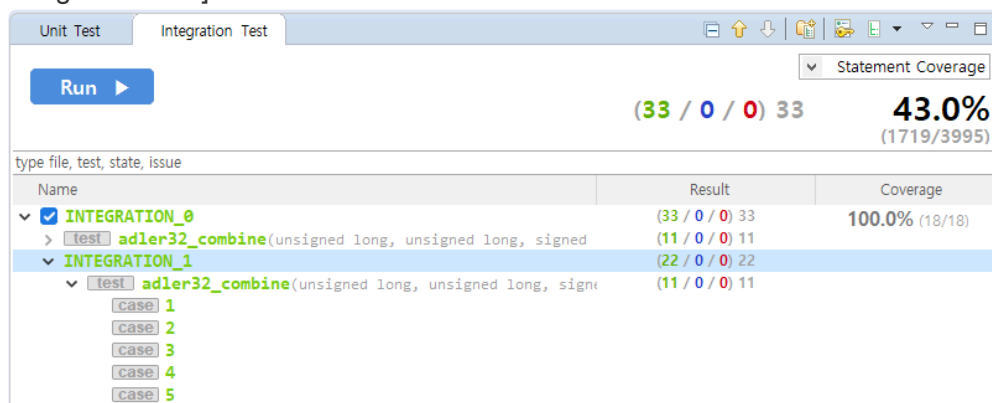 Unit Test Integration Test
Statement Coverage
Run
(33 / 0 / 0) 33 43.0%
(1719/3995)
type file, test, state, issue
Name Result Coverage
INTEGRATION_0 (33 / 0 / 0) 33 100.0% (18/18)
test adler32_combine(unsigned long, unsigned long, signed (11 / 0 / 0) 11
INTEGRATION_1 (22 / 0 / 0) 22
test adler32_combine(unsigned long, unsigned long, signe (11 / 0 / 0) 11
case 1
case 2
case 3
case 4
case 5